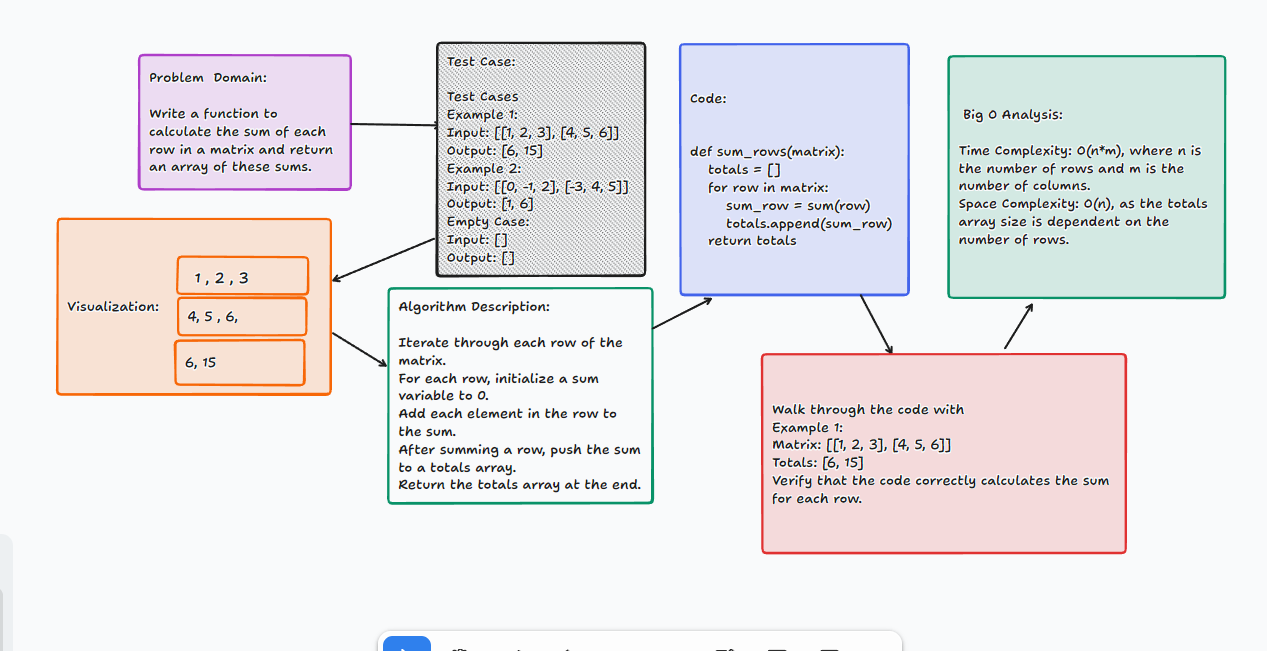 Problem Domain:
Write a function to
calculate the sum of each
row in a matrix and return
an array of these sums.
Test Case:
Test Cases
Example 1:
Input: [[1, 2, 3], [4, 5, 6]]
Output: [6, 15]
Example 2:
Input: [[0, -1, 2], [-3, 4, 5]]
Output: [1, 6]
Empty Case:
Input: []
Output: []
Visualization:
1 , 2 , 3
4, 5 , 6,
6, 15
Algorithm Description:
Iterate through each row of the
matrix.
For each row, initialize a sum
variable to 0.
Add each element in the row to
the sum.
After summing a row, push the sum
to a totals array.
Return the totals array at the end.
Code:
def sum_rows(matrix):
totals = []
for row in matrix:
sum_row = sum(row)
totals.append(sum_row)
return totals
Walk through the code with
Example 1:
Matrix: [[1, 2, 3], [4, 5, 6]]
Totals: [6, 15]
Verify that the code correctly calculates the sum
for each row.
Big O Analysis:
Time Complexity: O(n*m), where n is
the number of rows and m is the
number of columns.
Space Complexity: O(n), as the totals
array size is dependent on the
number of rows.